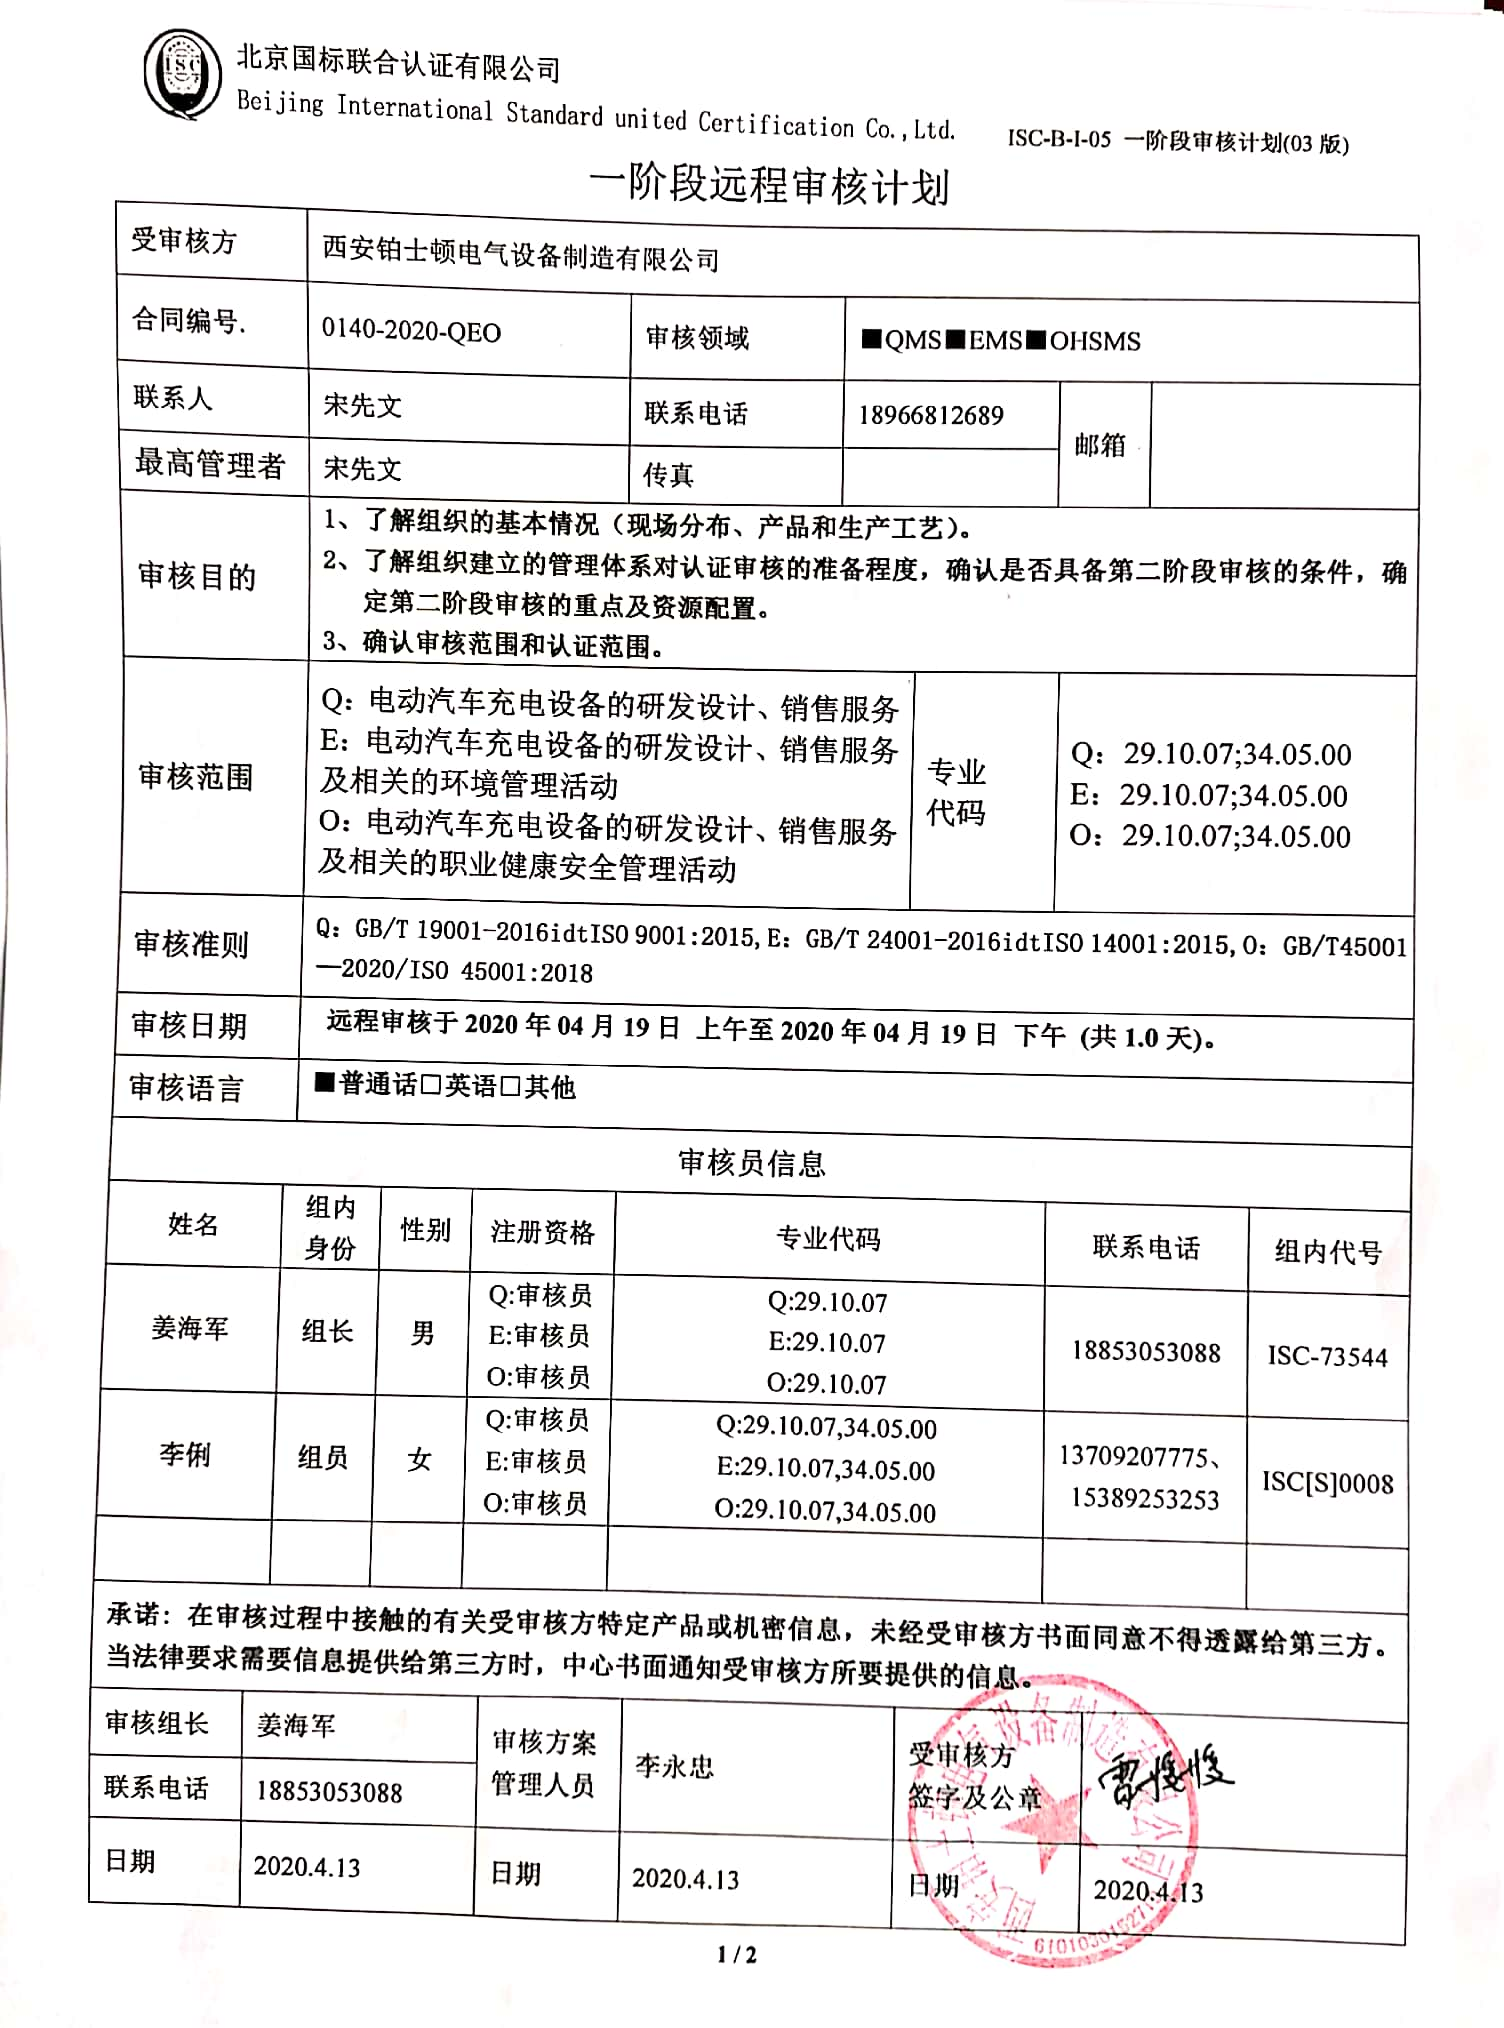 ISC
北京国标联合认证有限公司
Beijing International Standard united Certification Co.,Ltd.
ISC-B-I-05 一阶段审核计划(03 版)
一阶段远程审核计划
受审核方
西安铂士顿电气设备制造有限公司
合同编号.
0140-2020-QEO
审核领域
■QMS■EMS■OHSMS
联系人
宋先文
联系电话
18966812689
邮箱
最高管理者
宋先文
传真
审核目的
1、了解组织的基本情况（现场分布、产品和生产工艺）。
2、了解组织建立的管理体系对认证审核的准备程度，确认是否具备第二阶段审核的条件，确
定第二阶段审核的重点及资源配置。
3、确认审核范围和认证范围。
审核范围
Q：电动汽车充电设备的研发设计、销售服务
E：电动汽车充电设备的研发设计、销售服务
及相关的环境管理活动
O：电动汽车充电设备的研发设计、销售服务
及相关的职业健康安全管理活动
专业
代码
Q：29.10.07;34.05.00
E：29.10.07;34.05.00
O：29.10.07;34.05.00
审核准则
Q：GB/T 19001-2016idtISO 9001:2015,E：GB/T 24001-2016idtISO 14001:2015,O：GB/T45001
—2020/ISO 45001:2018
审核日期
远程审核于 2020 年 04 月 19 日 上午至 2020 年 04 月 19 日 下午 (共 1.0 天)。
审核语言
■普通话□英语□其他
审核员信息
姓名
组内
身份
性别
注册资格
专业代码
联系电话
组内代号
姜海军
组长
男
Q:审核员
E:审核员
O:审核员
Q:29.10.07
E:29.10.07
O:29.10.07
18853053088
ISC-73544
李俐
组员
女
Q:审核员
E:审核员
O:审核员
Q:29.10.07,34.05.00
E:29.10.07,34.05.00
O:29.10.07,34.05.00
13709207775、
15389253253
ISC[S]0008
承诺：在审核过程中接触的有关受审核方特定产品或机密信息，未经受审核方书面同意不得透露给第三方。
当法律要求需要信息提供给第三方时，中心书面通知受审核方所要提供的信息。
审核组长
姜海军
审核方案
管理人员
李永忠
受审核方
签字及公章
联系电话
18853053088
日期
2020.4.13
日期
2020.4.13
日期
2020.4.13
1 / 2